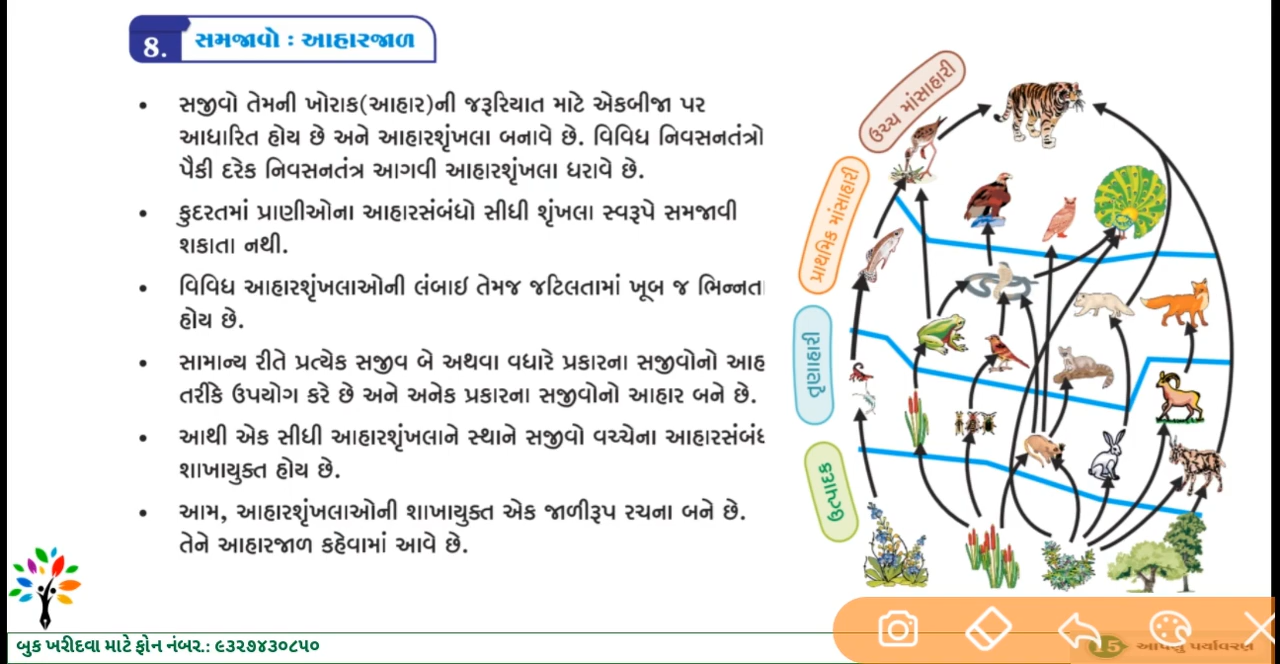 8. સમજાવો : આહારજાળ
• સજીવો તેમની ખોરાક(આહાર)ની જરૂરિયાત માટે એકબીજા પર
આધારિત હોય છે અને આહારશૃંખલા બનાવે છે. વિવિધ નિવસનતંત્રો
પૈકી દરેક નિવસનતંત્ર આગવી આહારશૃંખલા ધરાવે છે.
• કુદરતમાં પ્રાણીઓના આહારસંબંધો સીધી શૃંખલા સ્વરૂપે સમજાવી
શકાતા નથી.
• વિવિધ આહારશૃંખલાઓની લંબાઈ તેમજ જટિલતામાં ખૂબ જ ભિન્નતા
હોય છે.
• સામાન્ય રીતે પ્રત્યેક સજીવ બે અથવા વધારે પ્રકારના સજીવોનો આહ
તરીકે ઉપયોગ કરે છે અને અનેક પ્રકારના સજીવોનો આહાર બને છે.
• આથી એક સીધી આહારશૃંખલાને સ્થાને સજીવો વચ્ચેના આહારસંબંધ
શાખાયુક્ત હોય છે.
• આમ, આહારશૃંખલાઓની શાખાયુક્ત એક જાળીરૂપ રચના બને છે.
તેને આહારજાળ કહેવામાં આવે છે.
ઉચ્ચ માંસાહારી
પ્રાથમિક માંસાહારી
તૃણાહારી
ઉત્પાદક
બુક ખરીદવા માટે ફોન નંબર.: ૯૩૨૭૪૩૦૮૫૦
15 આપણું પર્યાવરણ